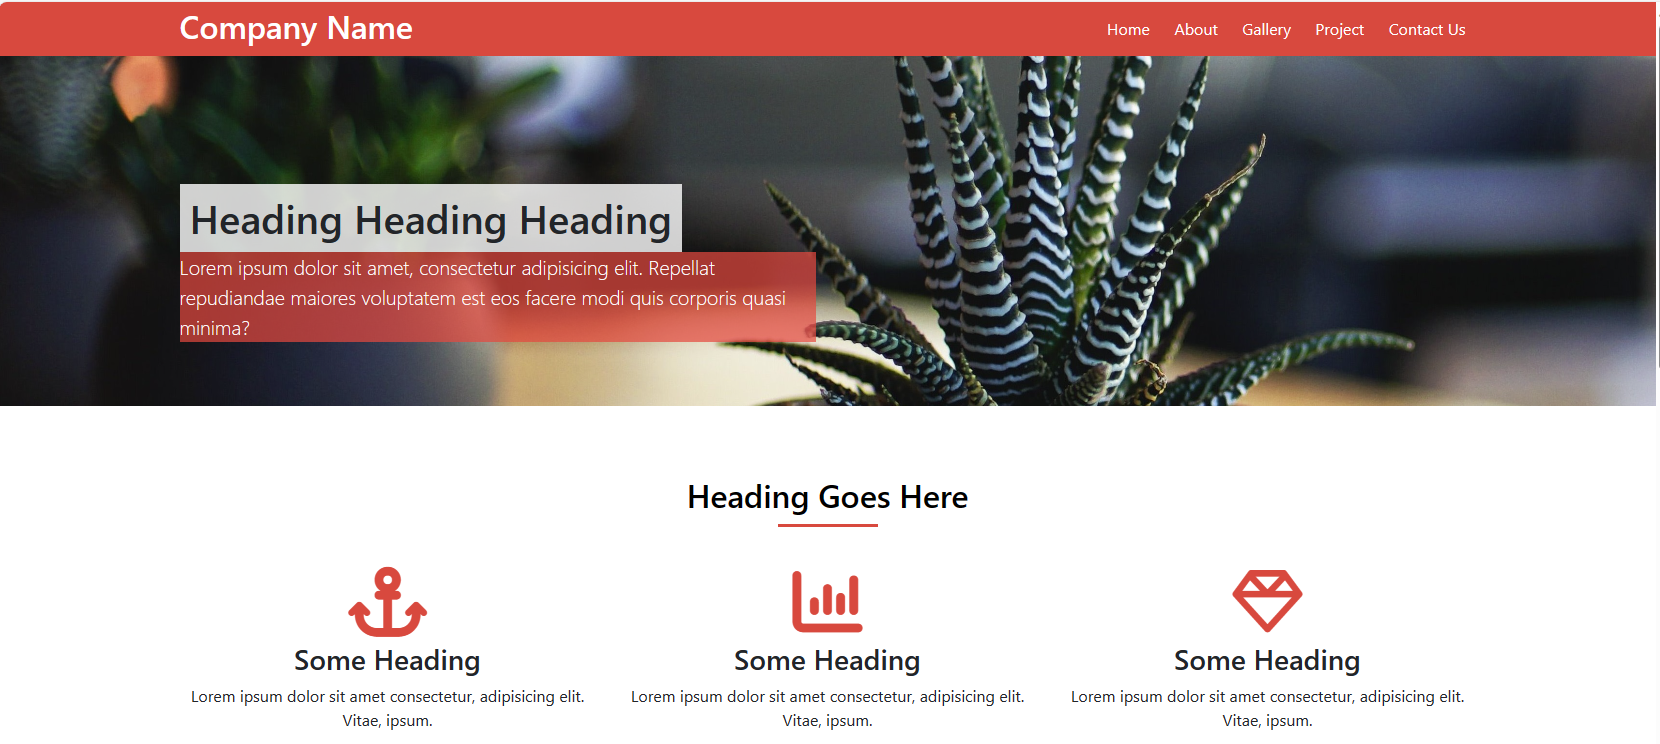 Company Name
Home About Gallery Project Contact Us
Heading Heading Heading
Lorem ipsum dolor sit amet, consectetur adipisicing elit. Repellat
repudiandae maiores voluptatem est eos facere modi quis corporis quasi
minima?
Heading Goes Here
Some Heading
Lorem ipsum dolor sit amet consectetur, adipisicing elit.
Vitae, ipsum.
Some Heading
Lorem ipsum dolor sit amet consectetur, adipisicing elit.
Vitae, ipsum.
Some Heading
Lorem ipsum dolor sit amet consectetur, adipisicing elit.
Vitae, ipsum.